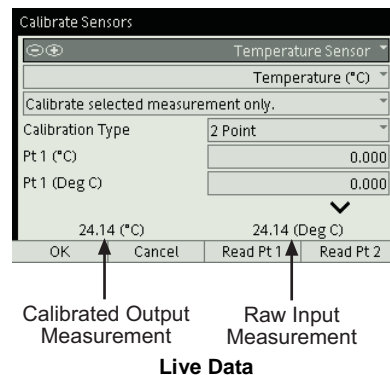 Calibrate Sensors
Temperature Sensor
Temperature (°C)
Calibrate selected measurement only.
Calibration Type 2 Point
Pt 1 (°C) 0.000
Pt 1 (Deg C) 0.000
24.14 (°C) 24.14 (Deg C)
OK Cancel Read Pt 1 Read Pt 2
Calibrated Output Raw Input
Measurement Measurement
Live Data